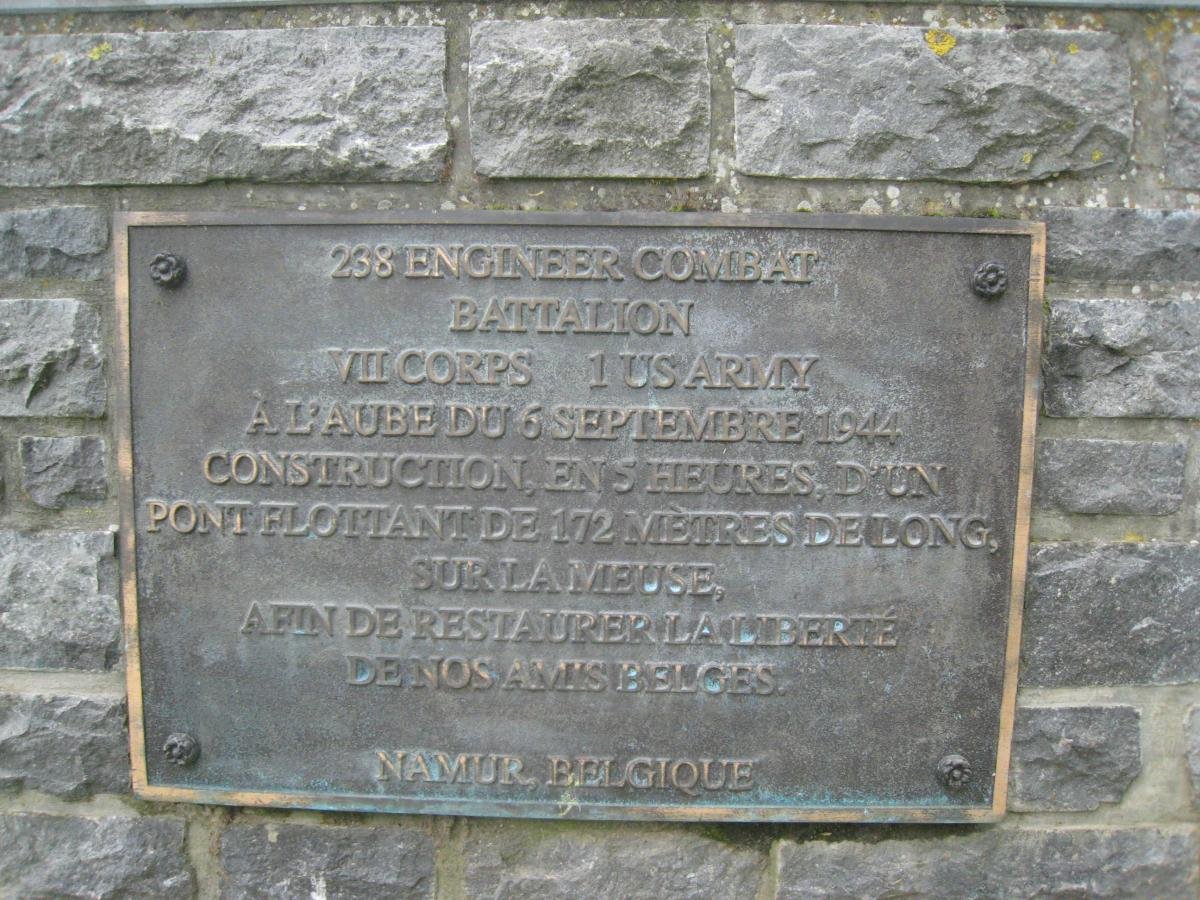 238 ENGINEER COMBAT
BATTALION
VII CORPS 1 US ARMY
À L'AUBE DU 6 SEPTEMBRE 1944
CONSTRUCTION, EN 5 HEURES, D'UN
PONT FLOTTANT DE 172 MÈTRES DE LONG,
SUR LA MEUSE,
AFIN DE RESTAURER LA LIBERTÉ
DE NOS AMIS BELGES.
NAMUR, BELGIQUE